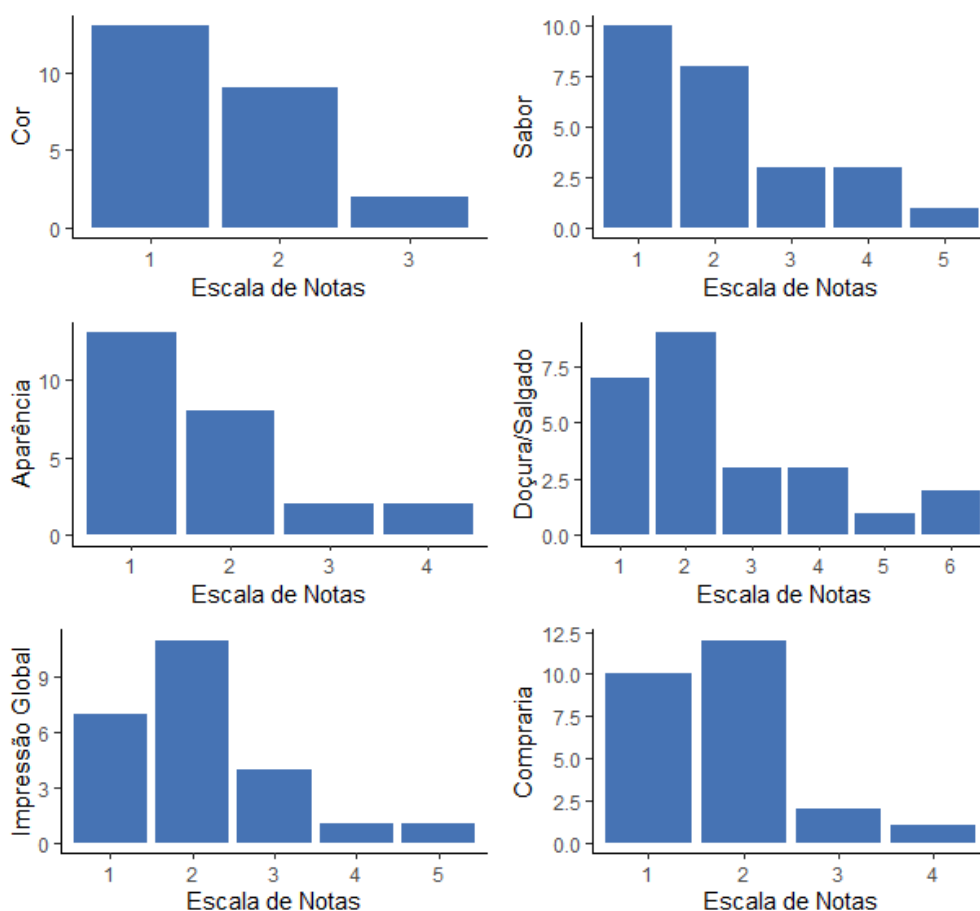 Cor
10
5
0
1 2 3
Escala de Notas
Sabor
10.0
7.5
5.0
2.5
0.0
1 2 3 4 5
Escala de Notas
Aparência
10
5
0
1 2 3 4
Escala de Notas
Doçura/Salgado
7.5
5.0
2.5
0.0
1 2 3 4 5 6
Escala de Notas
Impressão Global
9
6
3
0
1 2 3 4 5
Escala de Notas
Compraria
12.5
10.0
7.5
5.0
2.5
0.0
1 2 3 4
Escala de Notas